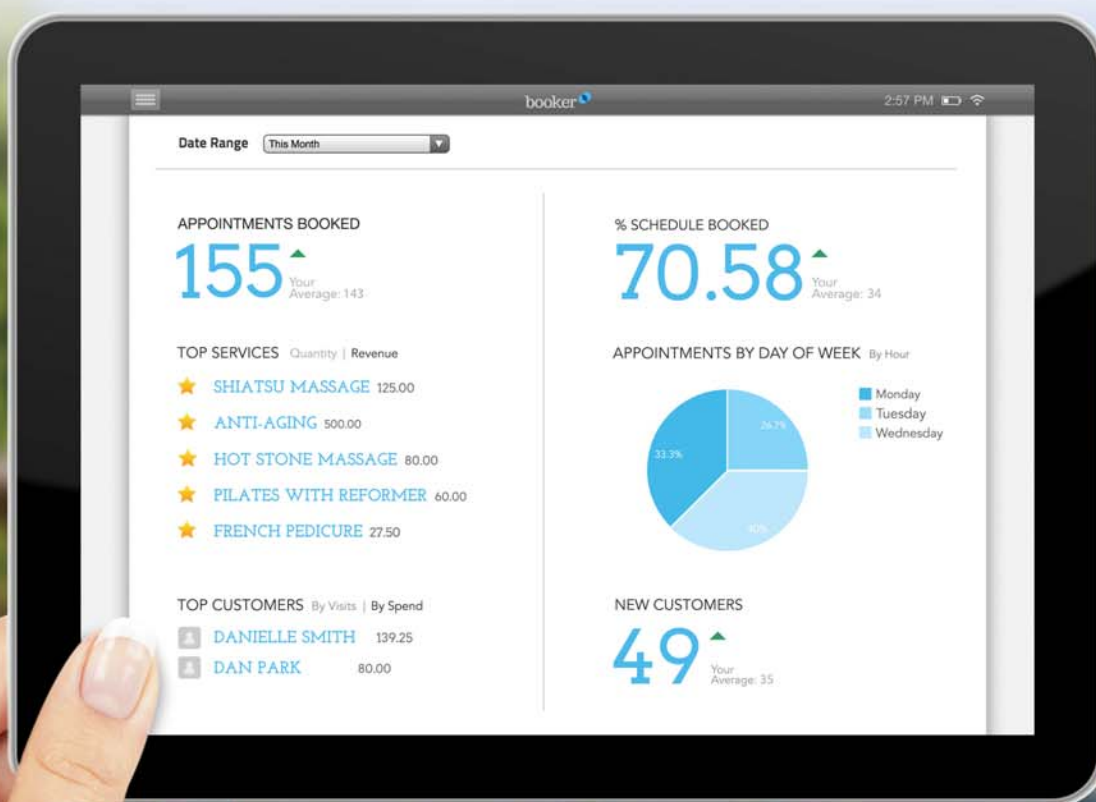 booker
2:57 PM
Date Range This Month
APPOINTMENTS BOOKED
155
Your
Average: 143
TOP SERVICES Quantity | Revenue
SHIATSU MASSAGE 125.00
ANTI-AGING 500.00
HOT STONE MASSAGE 80.00
PILATES WITH REFORMER 60.00
FRENCH PEDICURE 27.50
TOP CUSTOMERS By Visits | By Spend
DANIELLE SMITH 139.25
DAN PARK 80.00
% SCHEDULE BOOKED
70.58
Your
Average: 34
APPOINTMENTS BY DAY OF WEEK By Hour
Monday
Tuesday
Wednesday
26.7%
33.3%
40%
NEW CUSTOMERS
49
Your
Average: 35